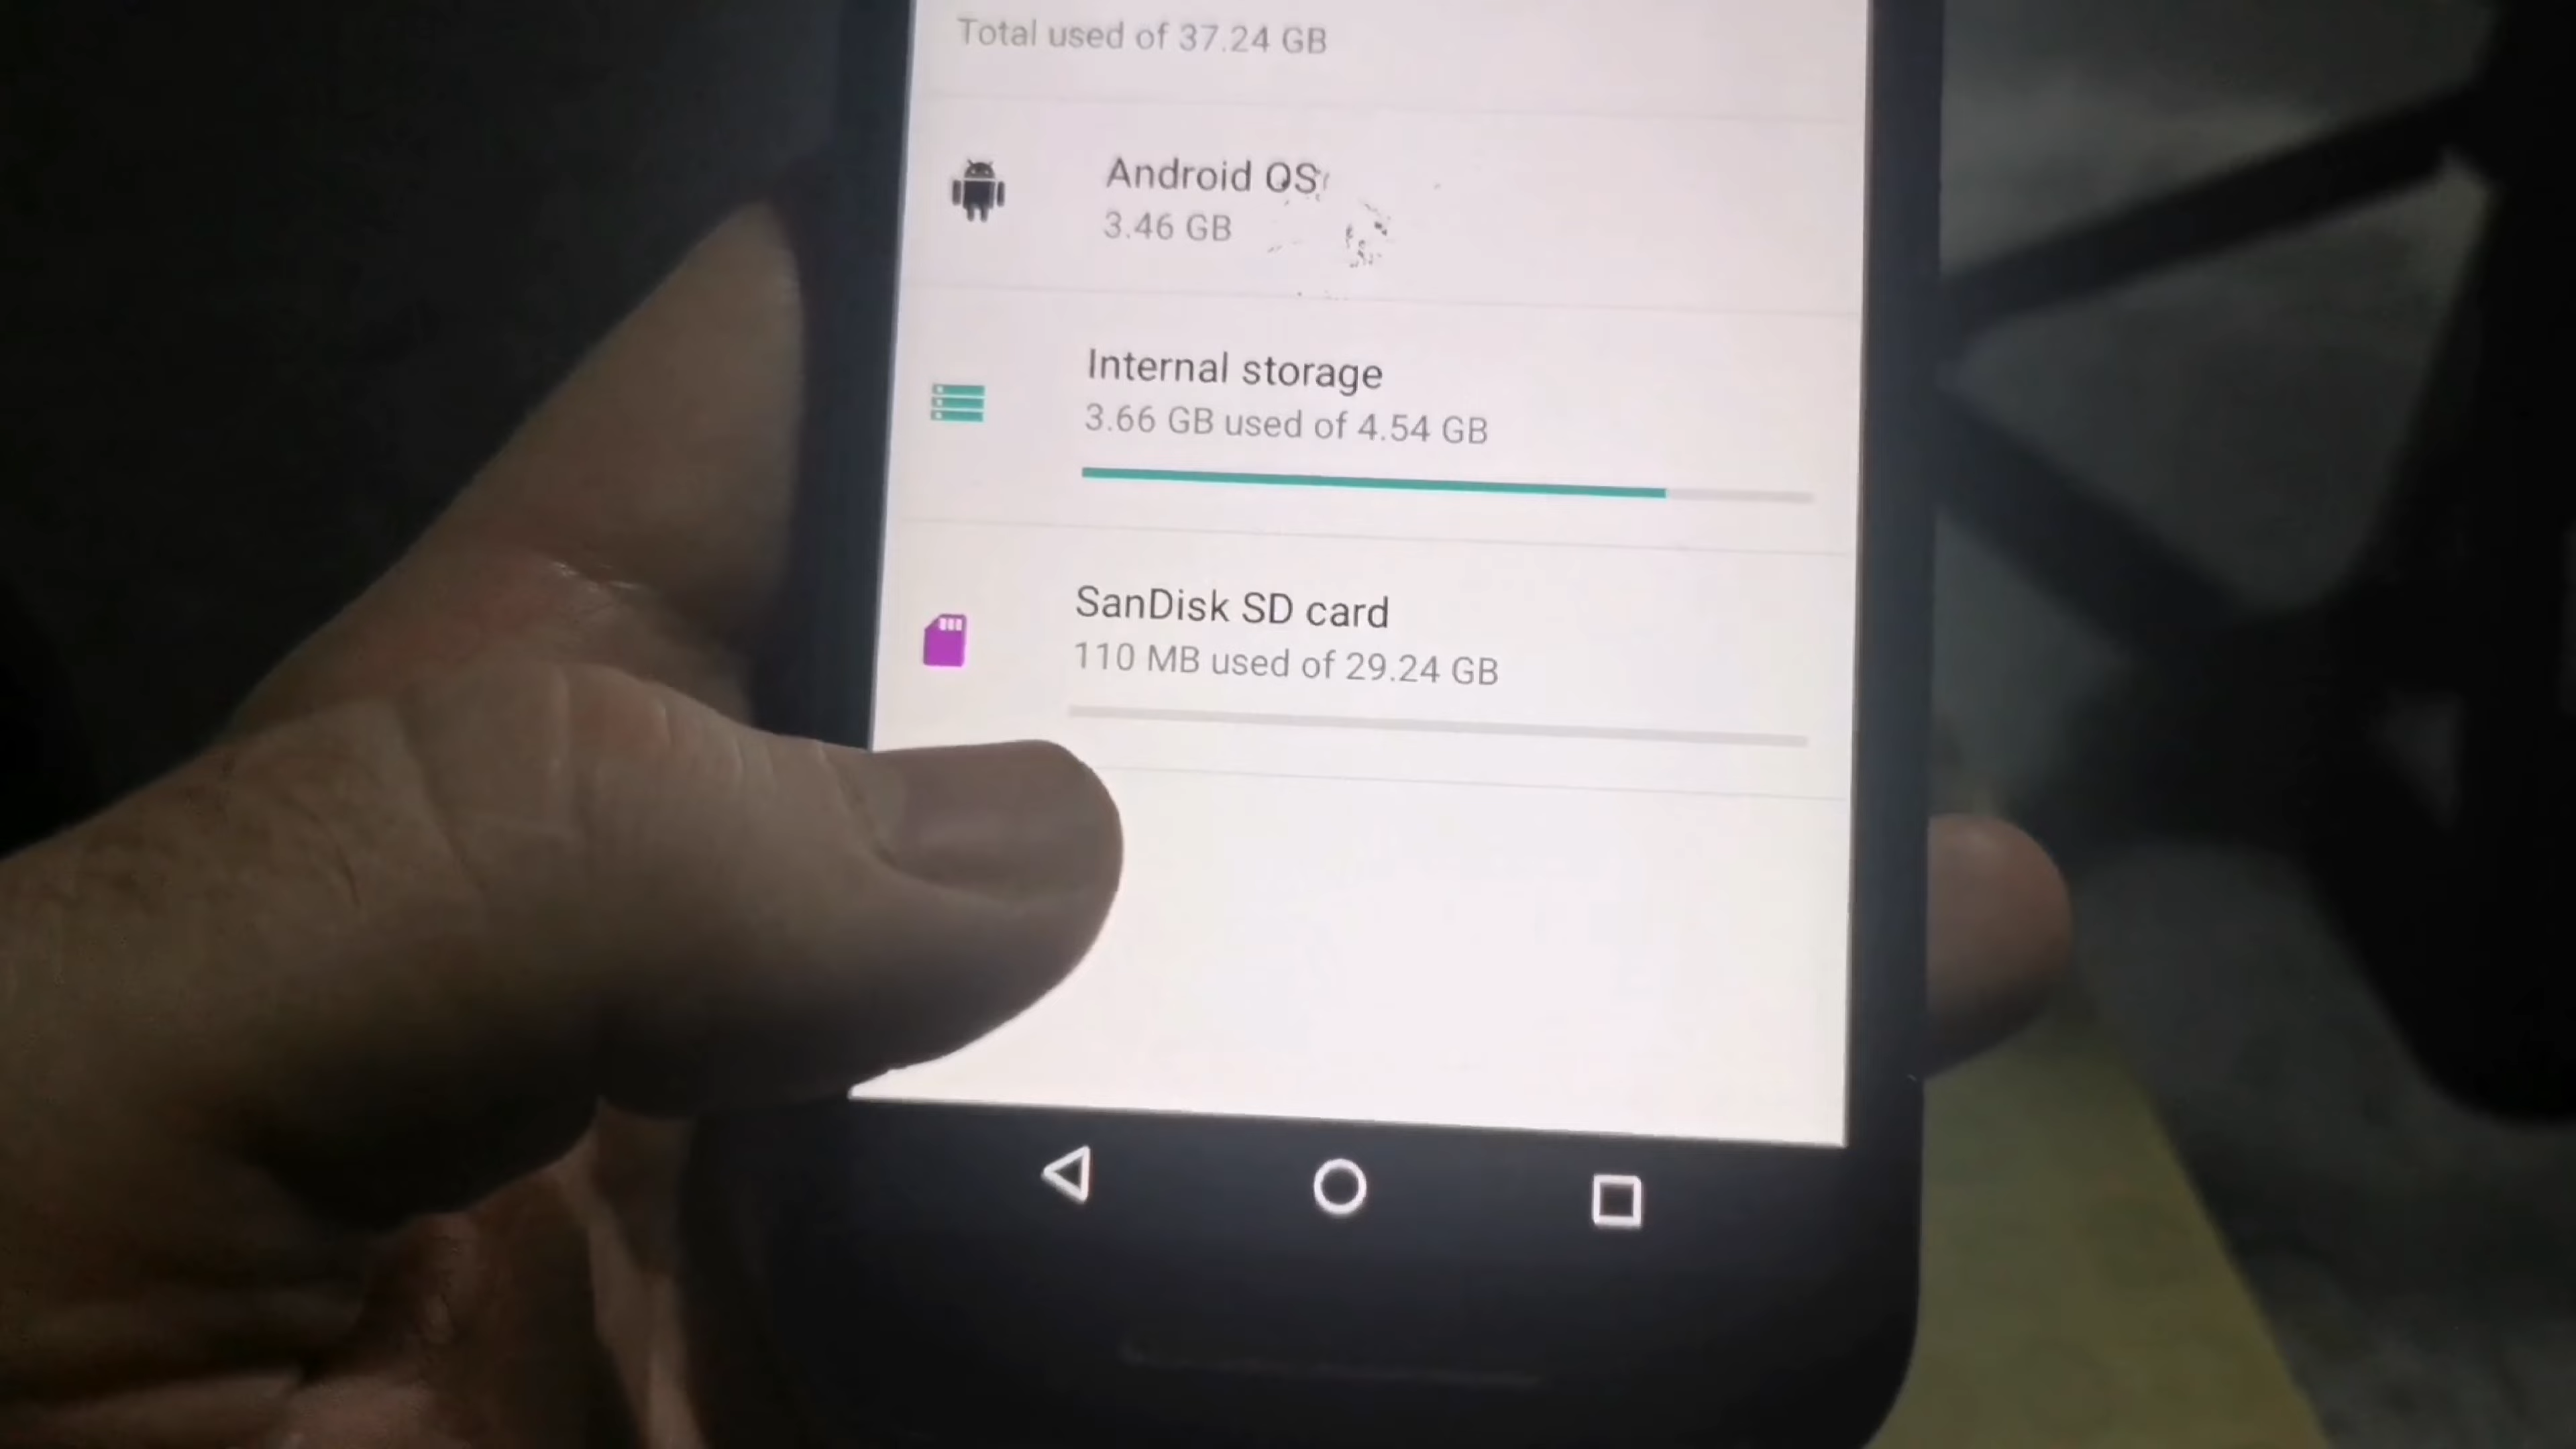 Total used of 37.24 GB
Android OS
3.46 GB
Internal storage
3.66 GB used of 4.54 GB
SanDisk SD card
110 MB used of 29.24 GB